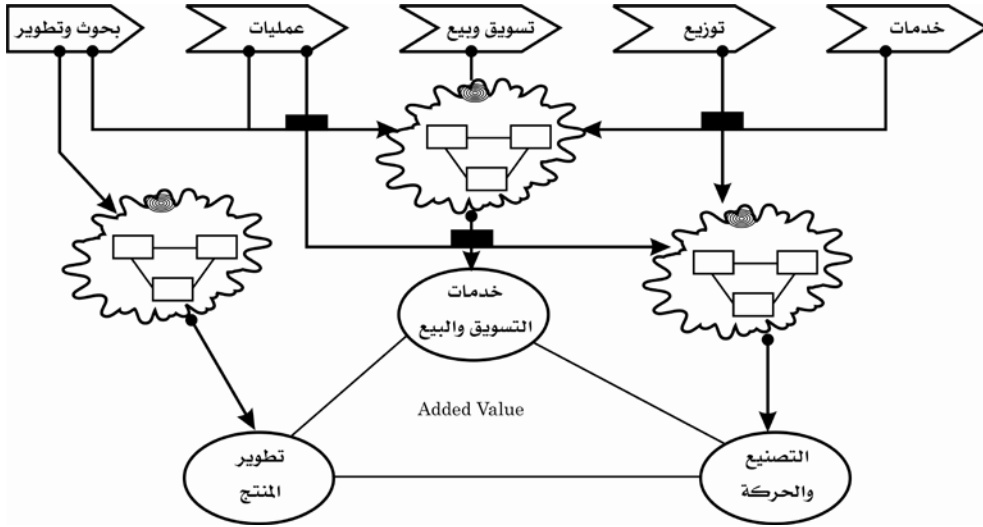 خدمات
توزيع
تسويق وبيع
عمليات
بحوث وتطوير
خدمات
التسويق والبيع
Added Value
التصنيع
والحركة
تطوير
المنتج